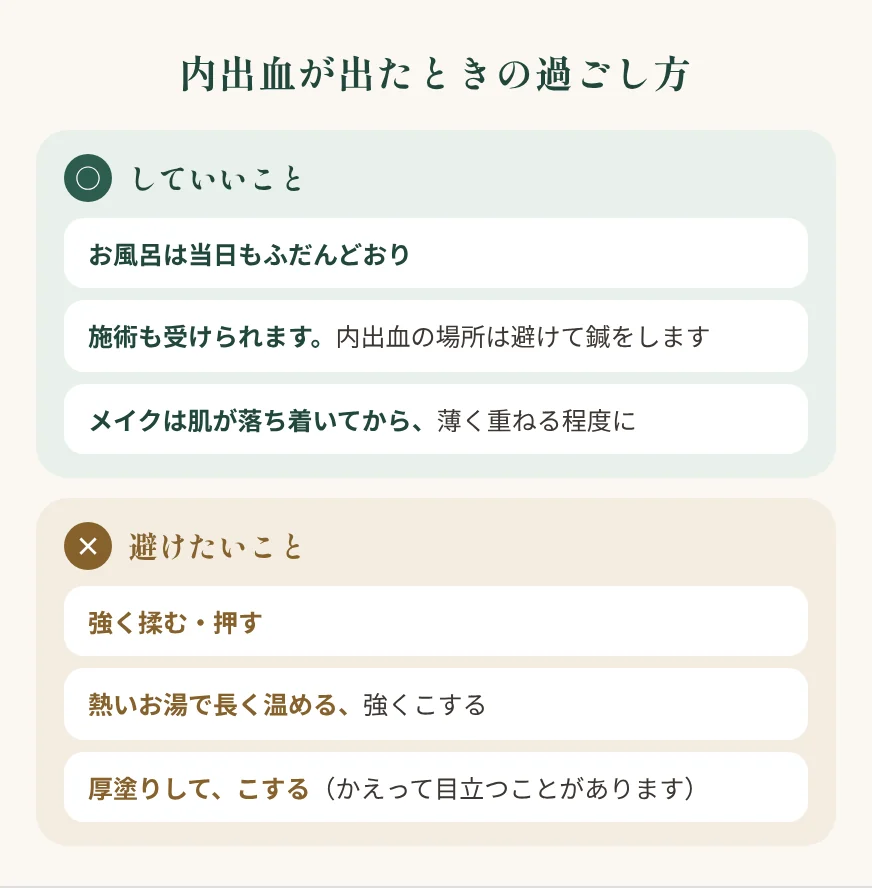 内出血が出たときの過ごし方
○ していいこと
お風呂は当日もふだんどおり
施術も受けられます。内出血の場所は避けて鍼をします
メイクは肌が落ち着いてから、薄く重ねる程度に
× 避けたいこと
強く揉む・押す
熱いお湯で長く温める、強くこする
厚塗りして、こする（かえって目立つことがあります）